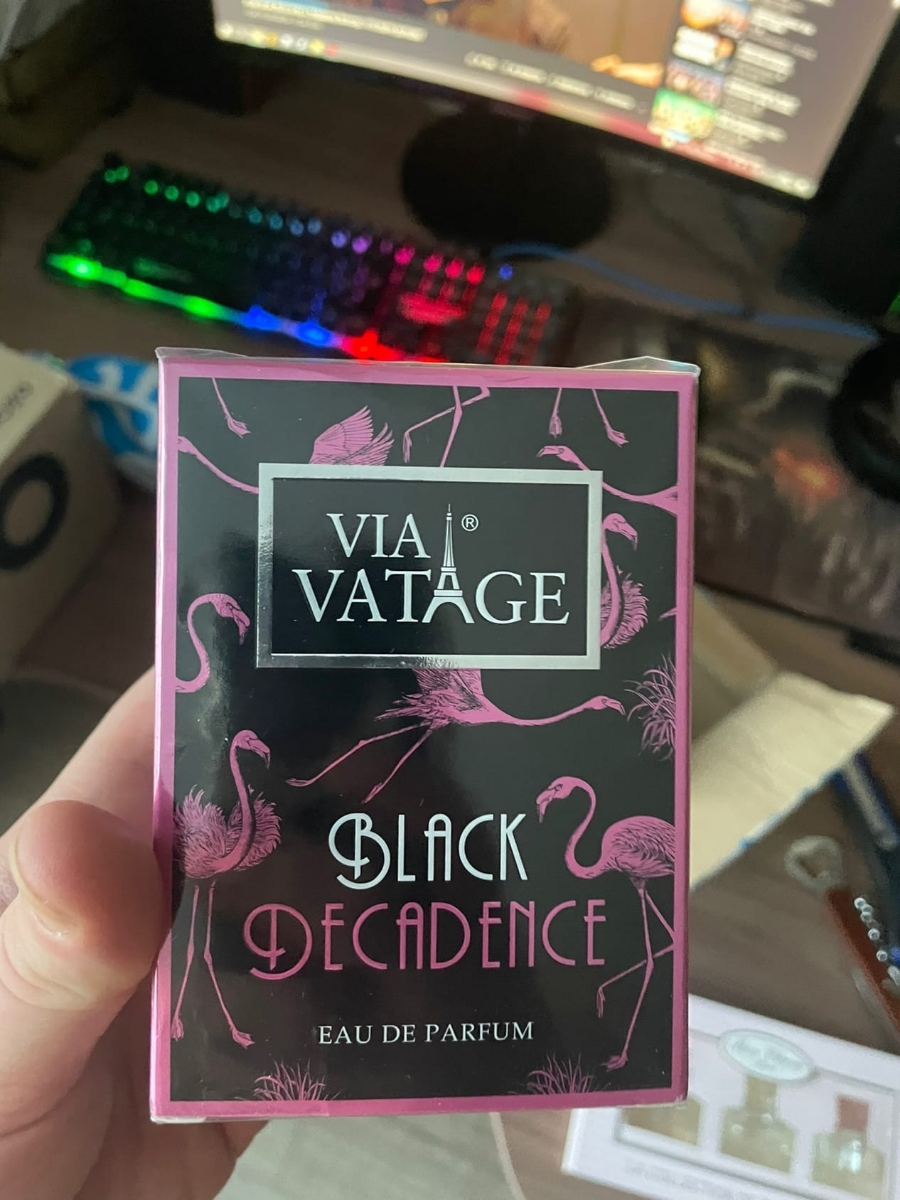 VIA ®
VATAGE
BLACK
DECADENCE
EAU DE PARFUM